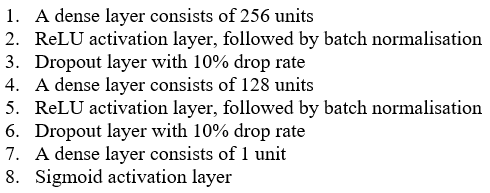 1. A dense layer consists of 256 units
2. ReLU activation layer, followed by batch normalisation
3. Dropout layer with 10% drop rate
4. A dense layer consists of 128 units
5. ReLU activation layer, followed by batch normalisation
6. Dropout layer with 10% drop rate
7. A dense layer consists of 1 unit
8. Sigmoid activation layer